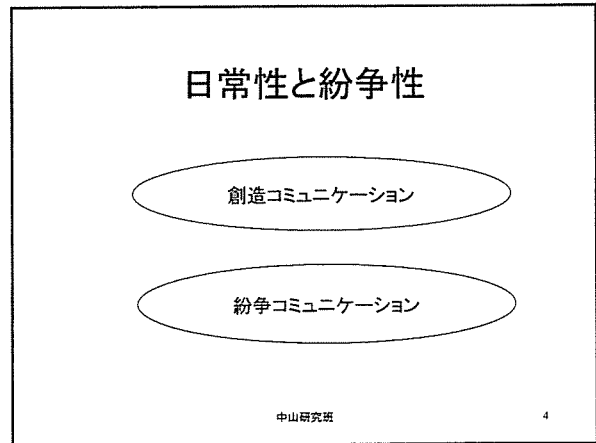 日常性と紛争性
創造コミュニケーション
紛争コミュニケーション
中山研究班
4